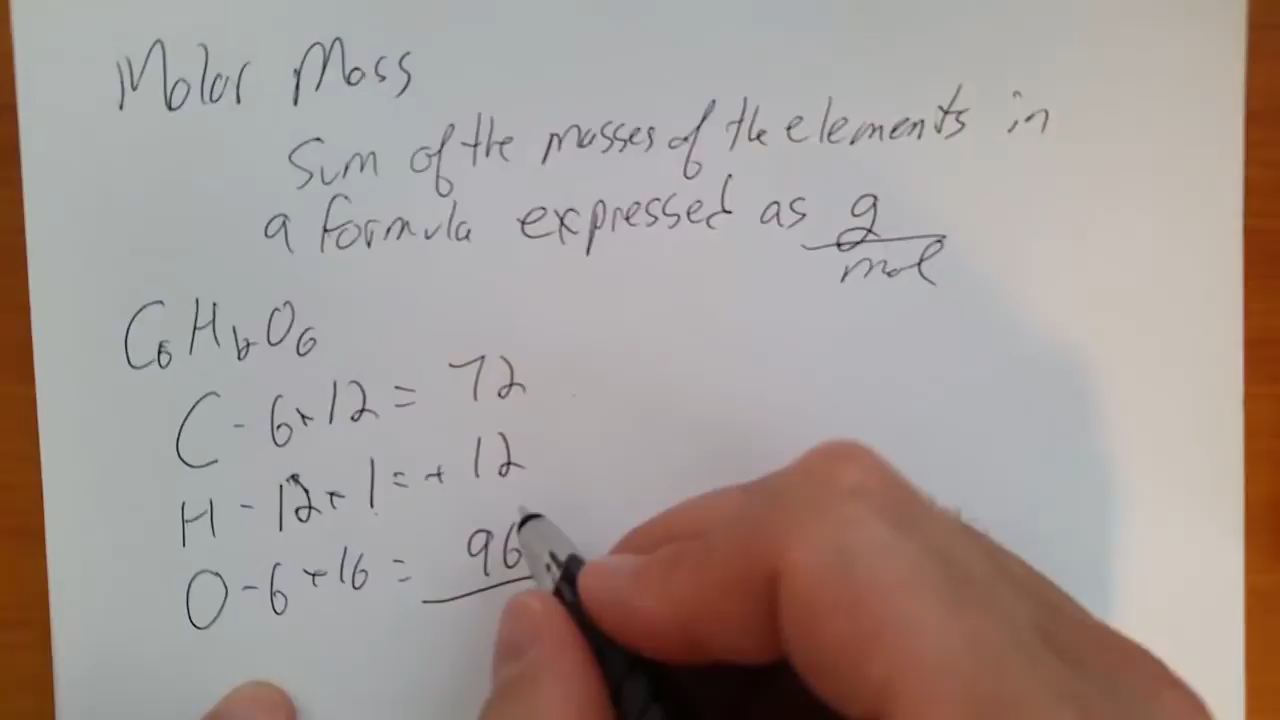 Molar Mass
Sum of the masses of the elements in
a formula expressed as g/mol
C6H12O6
C - 6 × 12 = 72
H - 12 × 1 = + 12
O - 6 × 16 = 96